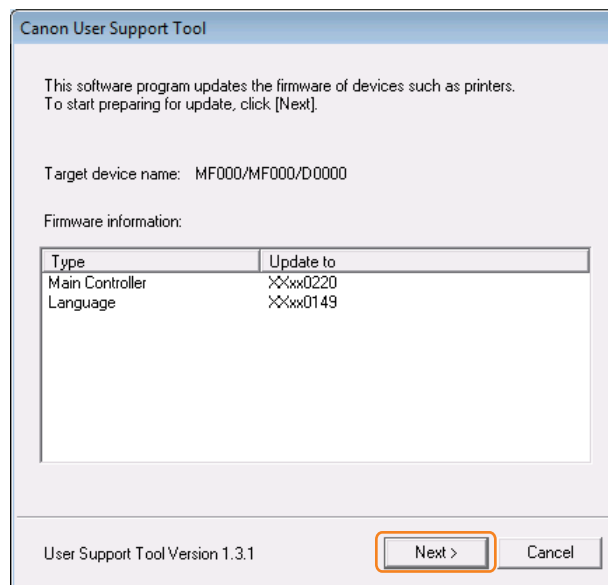 Canon User Support Tool
This software program updates the firmware of devices such as printers.
To start preparing for update, click [Next].
Target device name: MF000/MF000/D0000
Firmware information:
Type Update to
Main Controller XXxx0220
Language XXxx0149
User Support Tool Version 1.3.1 Next > Cancel